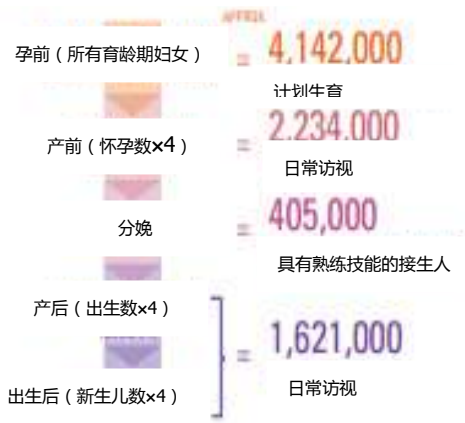 APPROX.
孕前（所有育龄期妇女）
= 4,142,000
计划生育
产前（怀孕数×4）
= 2,234,000
日常访视
分娩
= 405,000
具有熟练技能的接生人
产后（出生数×4）
= 1,621,000
日常访视
出生后（新生儿数×4）